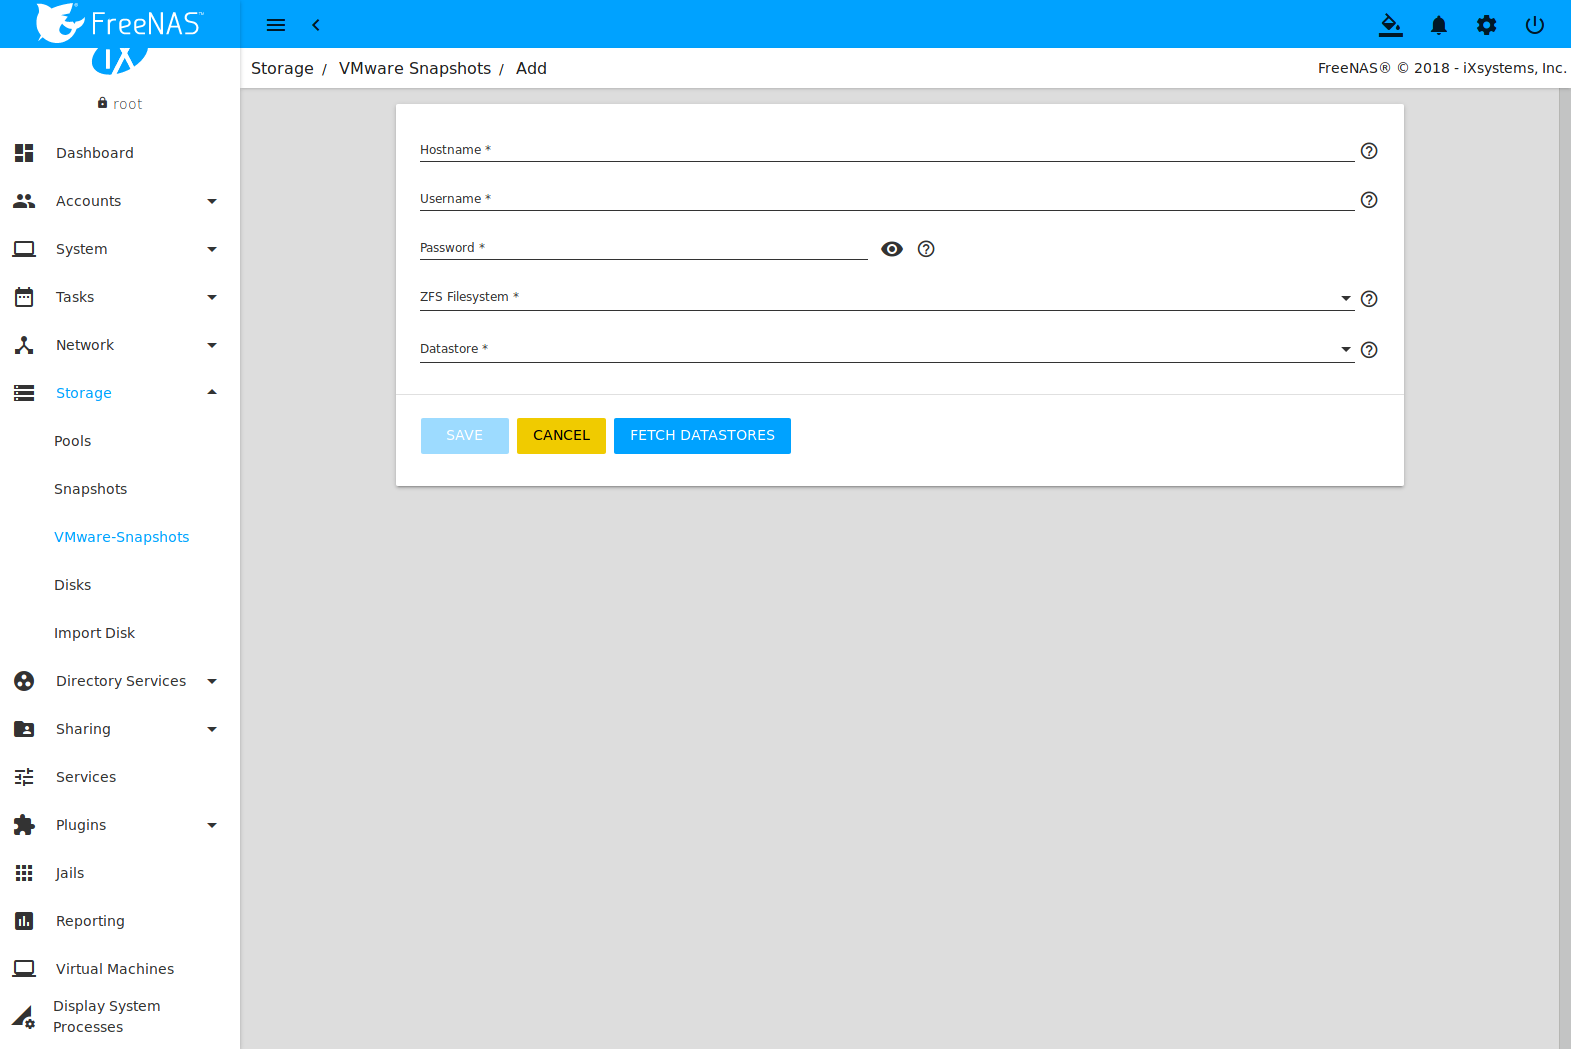 FreeNAS™
iX
root
Dashboard
Accounts
System
Tasks
Network
Storage
Pools
Snapshots
VMware-Snapshots
Disks
Import Disk
Directory Services
Sharing
Services
Plugins
Jails
Reporting
Virtual Machines
Display System
Processes
Storage / VMware Snapshots / Add
FreeNAS® © 2018 - iXsystems, Inc.
Hostname *
Username *
Password *
ZFS Filesystem *
Datastore *
SAVE CANCEL FETCH DATASTORES